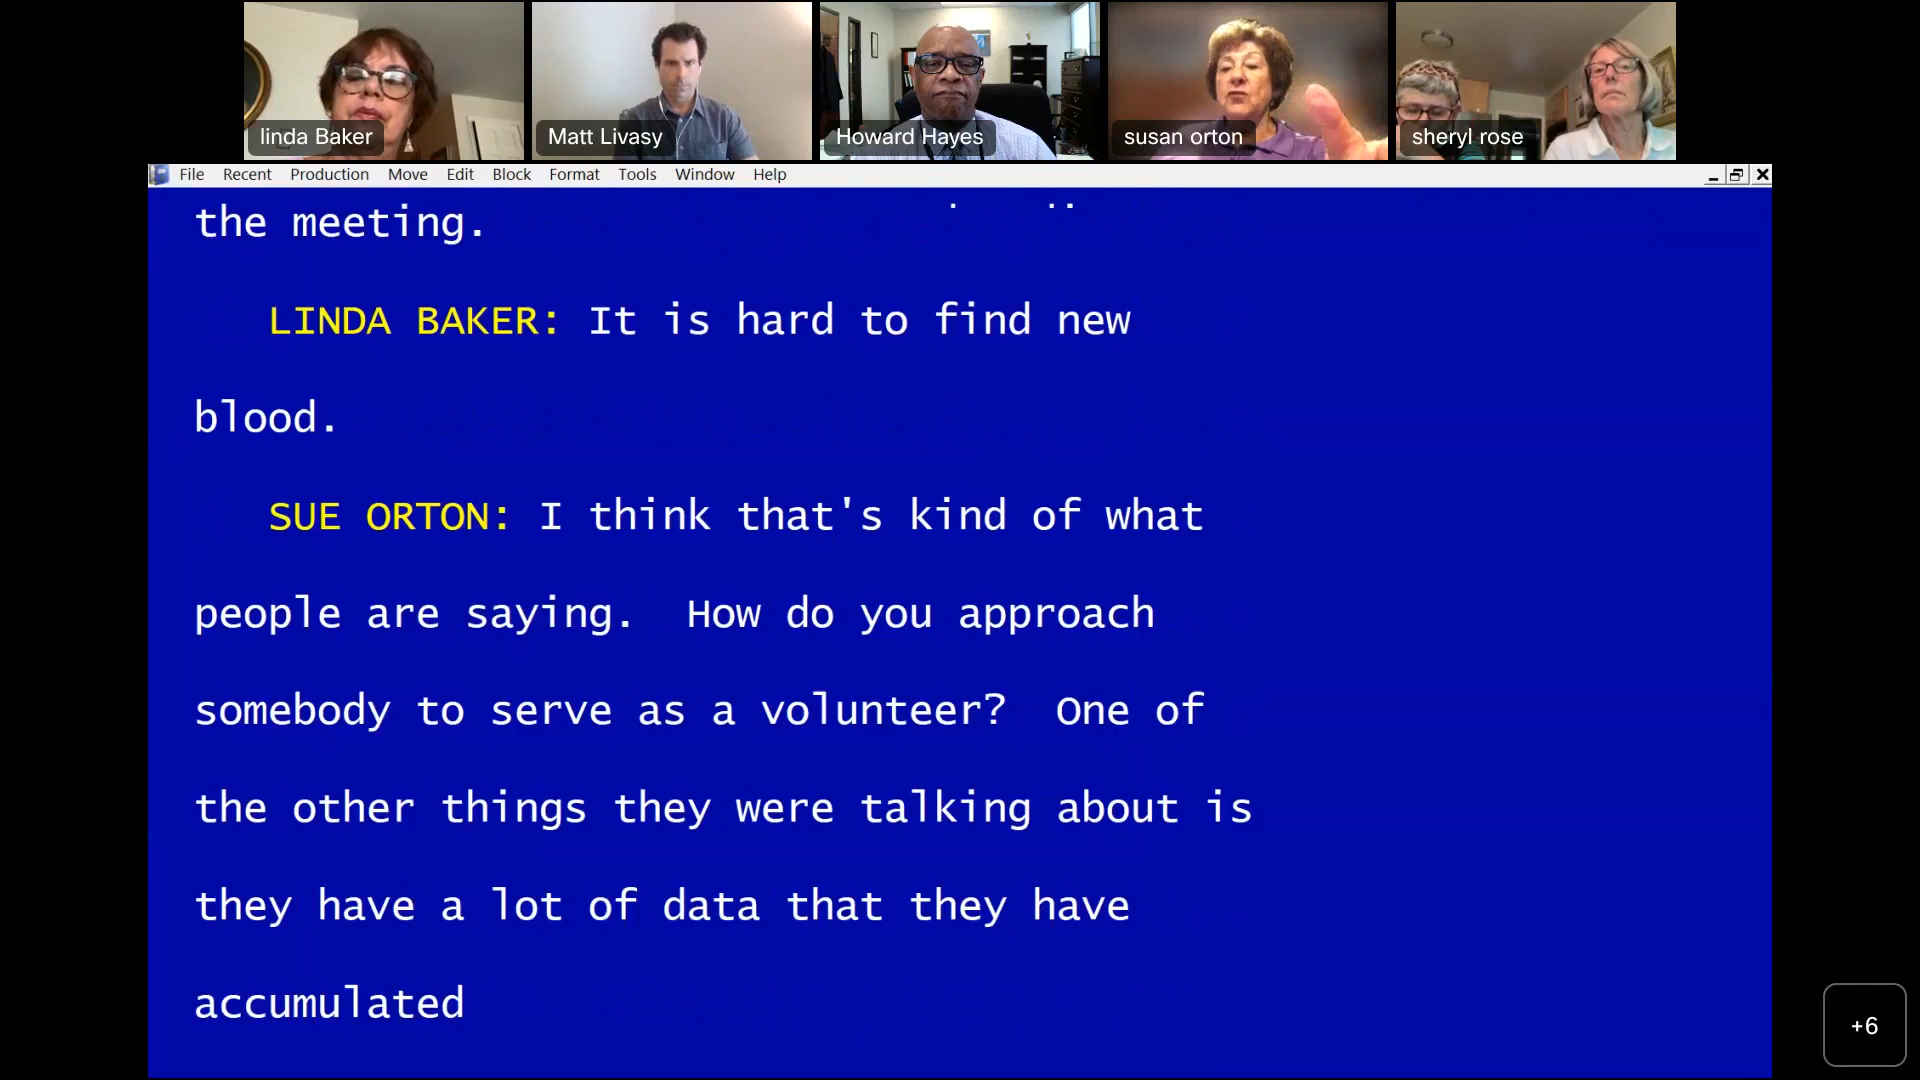 linda Baker
Matt Livasy
Howard Hayes
susan orton
sheryl rose
File Recent Production Move Edit Block Format Tools Window Help
the meeting.
LINDA BAKER: It is hard to find new
blood.
SUE ORTON: I think that's kind of what
people are saying.  How do you approach
somebody to serve as a volunteer?  One of
the other things they were talking about is
they have a lot of data that they have
accumulated
+6